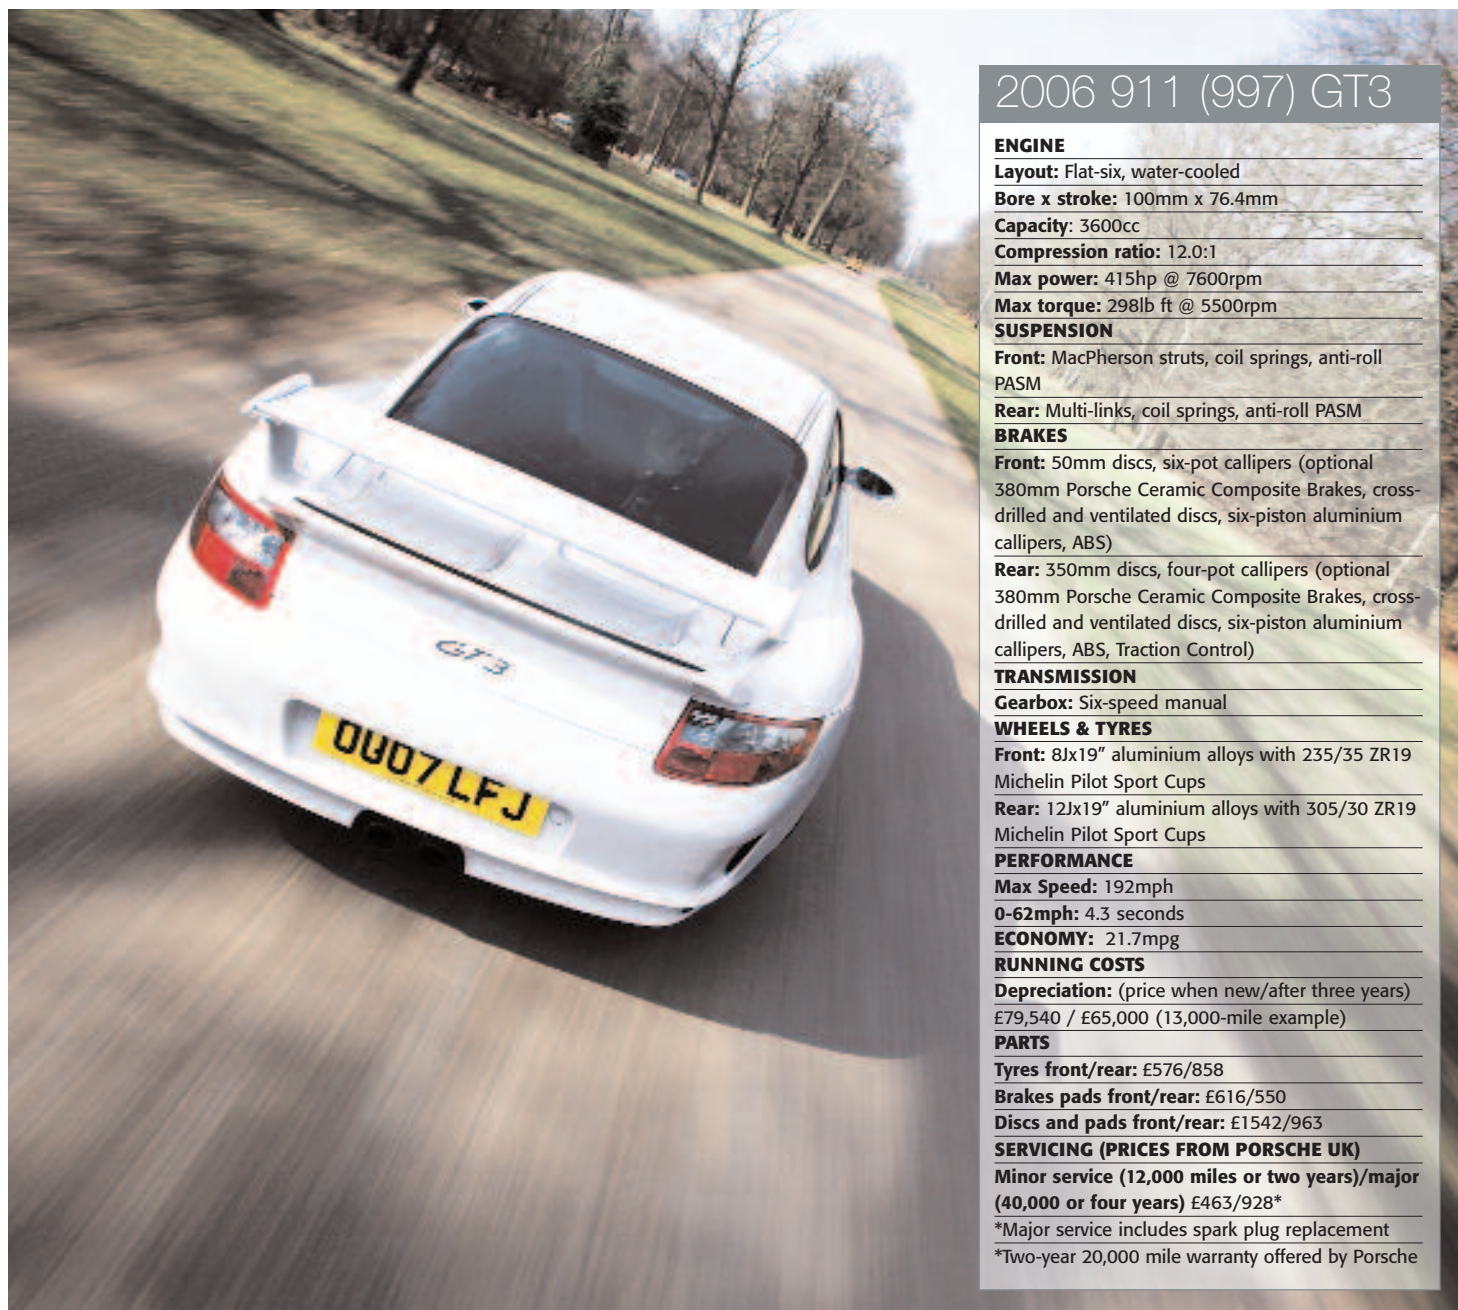 2006 911 (997) GT3
ENGINE
Layout: Flat-six, water-cooled
Bore x stroke: 100mm x 76.4mm
Capacity: 3600cc
Compression ratio: 12.0:1
Max power: 415hp @ 7600rpm
Max torque: 298lb ft @ 5500rpm
SUSPENSION
Front: MacPherson struts, coil springs, anti-roll
PASM
Rear: Multi-links, coil springs, anti-roll PASM
BRAKES
Front: 50mm discs, six-pot callipers (optional
380mm Porsche Ceramic Composite Brakes, cross-
drilled and ventilated discs, six-piston aluminium
callipers, ABS)
Rear: 350mm discs, four-pot callipers (optional
380mm Porsche Ceramic Composite Brakes, cross-
drilled and ventilated discs, six-piston aluminium
callipers, ABS, Traction Control)
TRANSMISSION
Gearbox: Six-speed manual
WHEELS & TYRES
Front: 8Jx19” aluminium alloys with 235/35 ZR19
Michelin Pilot Sport Cups
Rear: 12Jx19” aluminium alloys with 305/30 ZR19
Michelin Pilot Sport Cups
PERFORMANCE
Max Speed: 192mph
0-62mph: 4.3 seconds
ECONOMY: 21.7mpg
RUNNING COSTS
Depreciation: (price when new/after three years)
£79,540 / £65,000 (13,000-mile example)
PARTS
Tyres front/rear: £576/858
Brakes pads front/rear: £616/550
Discs and pads front/rear: £1542/963
SERVICING (PRICES FROM PORSCHE UK)
Minor service (12,000 miles or two years)/major
(40,000 or four years) £463/928*
*Major service includes spark plug replacement
*Two-year 20,000 mile warranty offered by Porsche
GT3
OU07 LFJ